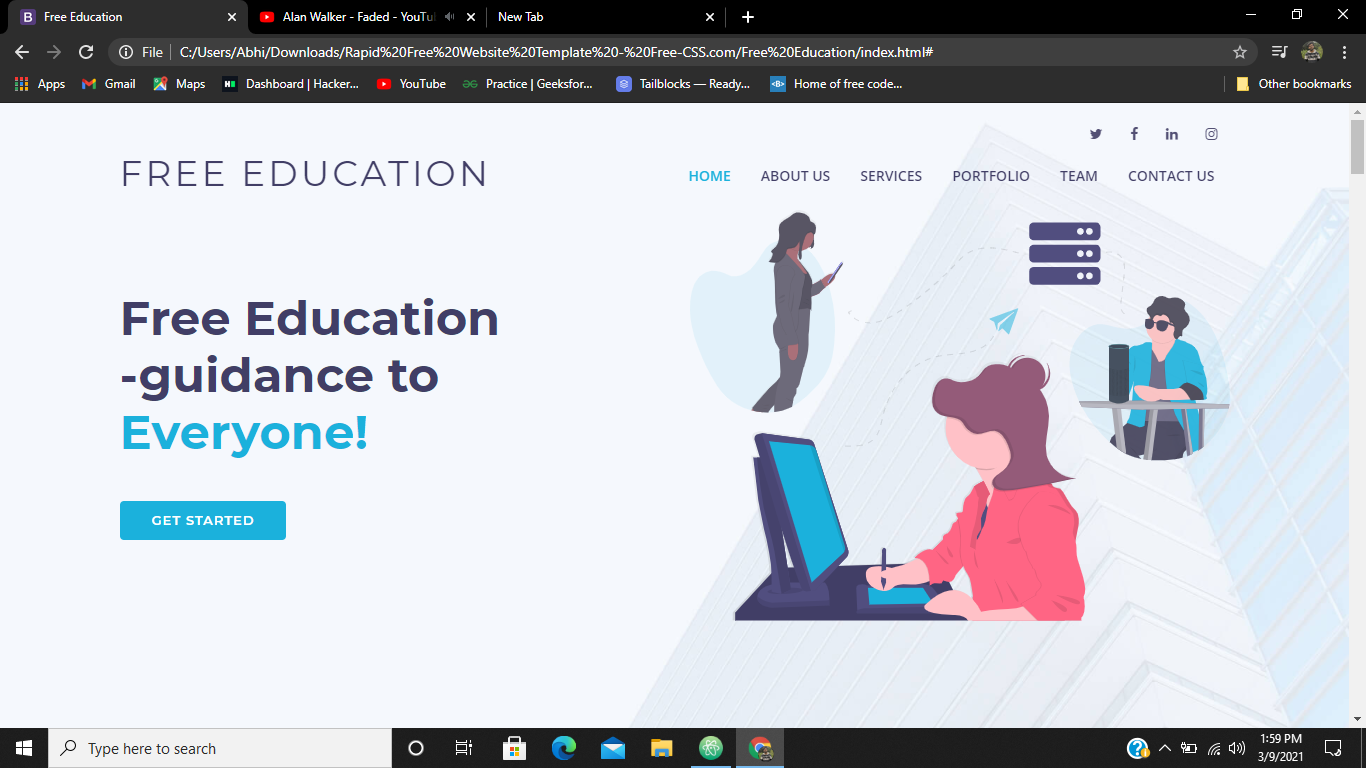 Free Education
Alan Walker - Faded - YouTu
New Tab
File
C:/Users/Abhi/Downloads/Rapid%20Free%20Website%20Template%20-%20Free-CSS.com/Free%20Education/index.html#
Apps
Gmail
Maps
Dashboard | Hacker...
YouTube
Practice | Geeksfor...
Tailblocks — Ready...
Home of free code...
Other bookmarks
FREE EDUCATION
HOME
ABOUT US
SERVICES
PORTFOLIO
TEAM
CONTACT US
Free Education
-guidance to
Everyone!
GET STARTED
Type here to search
1:59 PM
3/9/2021